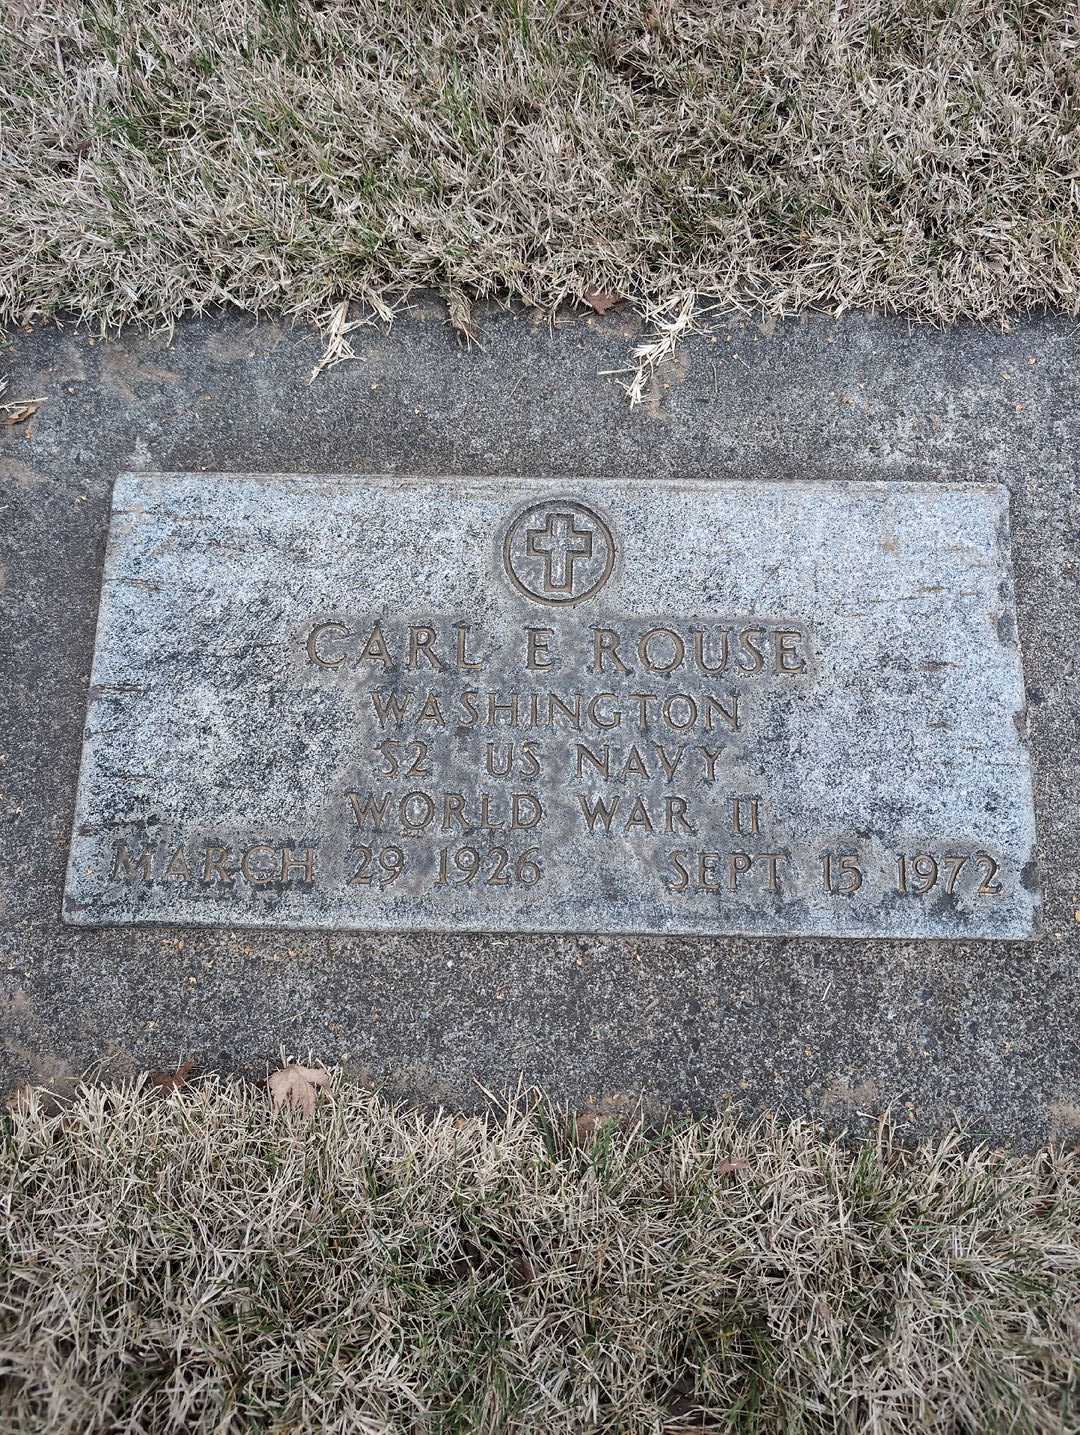 CARL E ROUSE
WASHINGTON
S2 US NAVY
WORLD WAR II
MARCH 29 1926 SEPT 15 1972